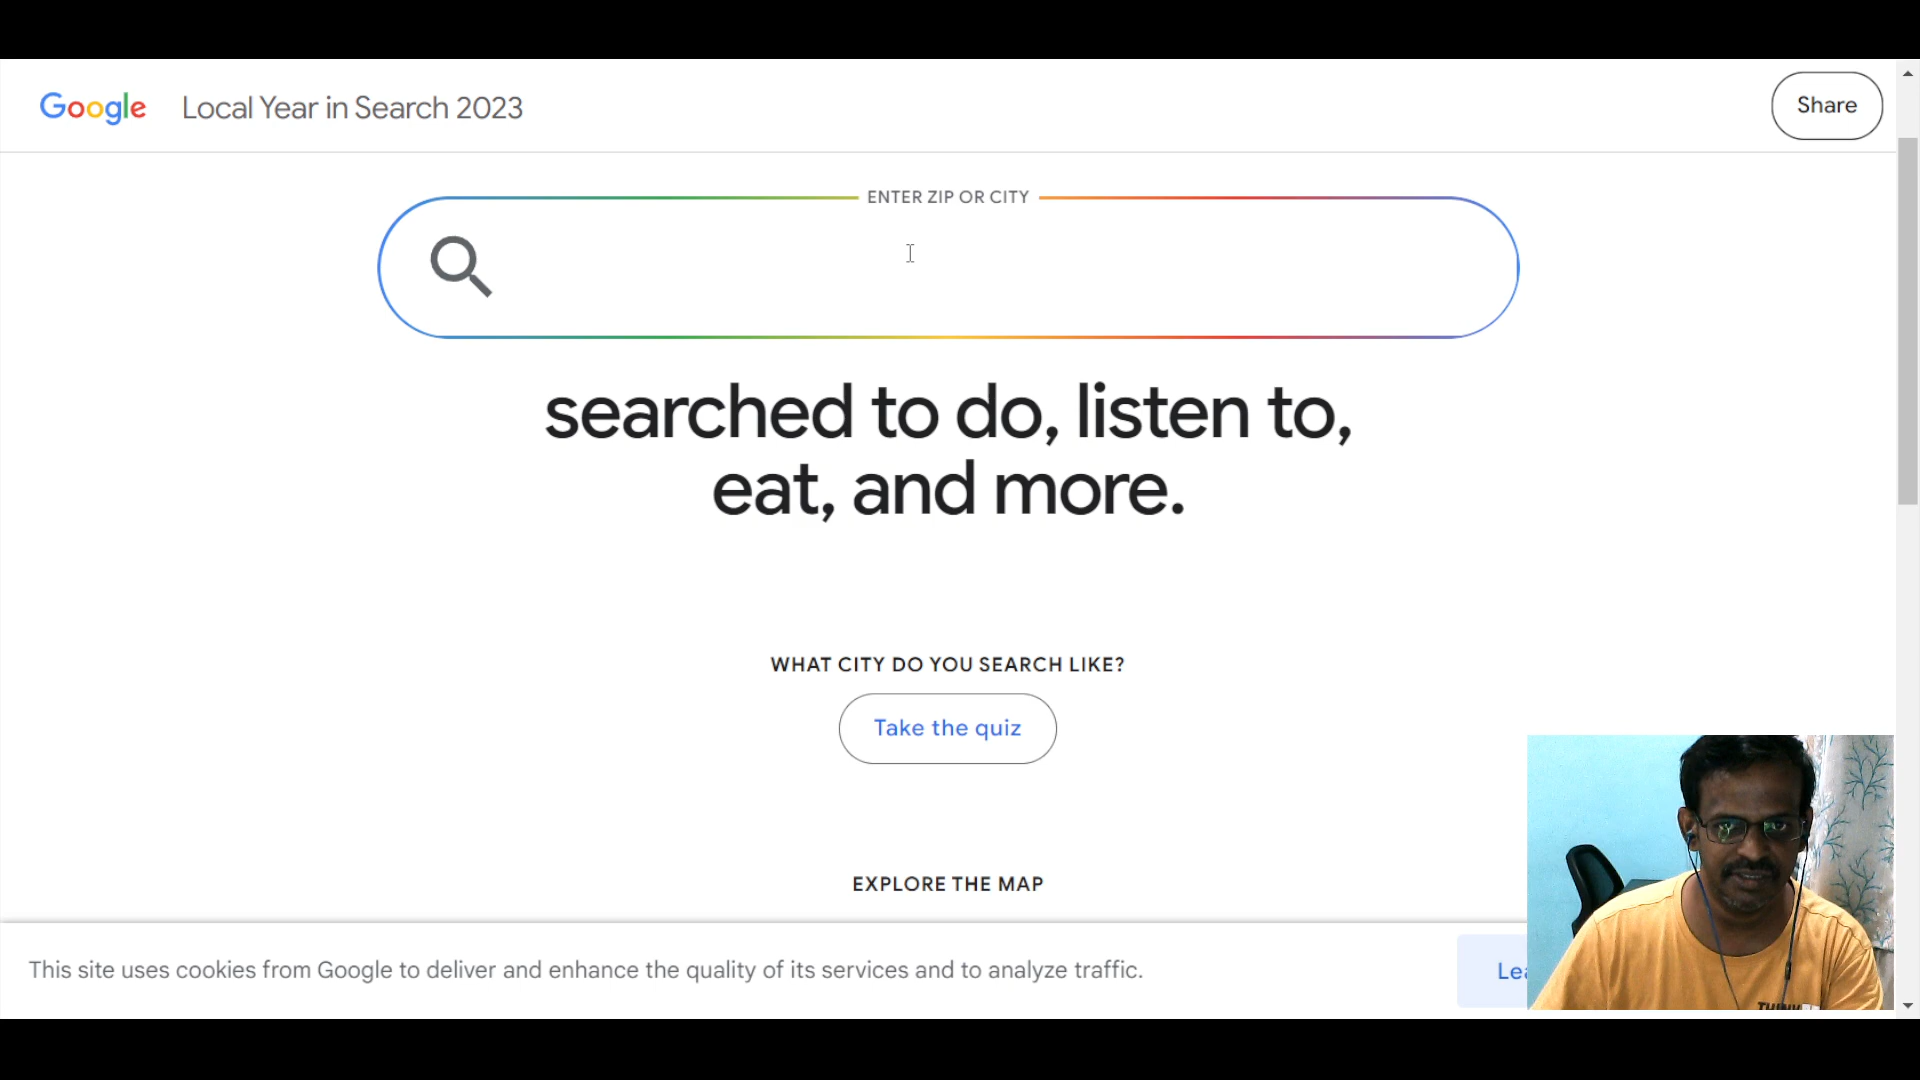 Google Local Year in Search 2023
Share
ENTER ZIP OR CITY
searched to do, listen to,
eat, and more.
WHAT CITY DO YOU SEARCH LIKE?
Take the quiz
EXPLORE THE MAP
This site uses cookies from Google to deliver and enhance the quality of its services and to analyze traffic.